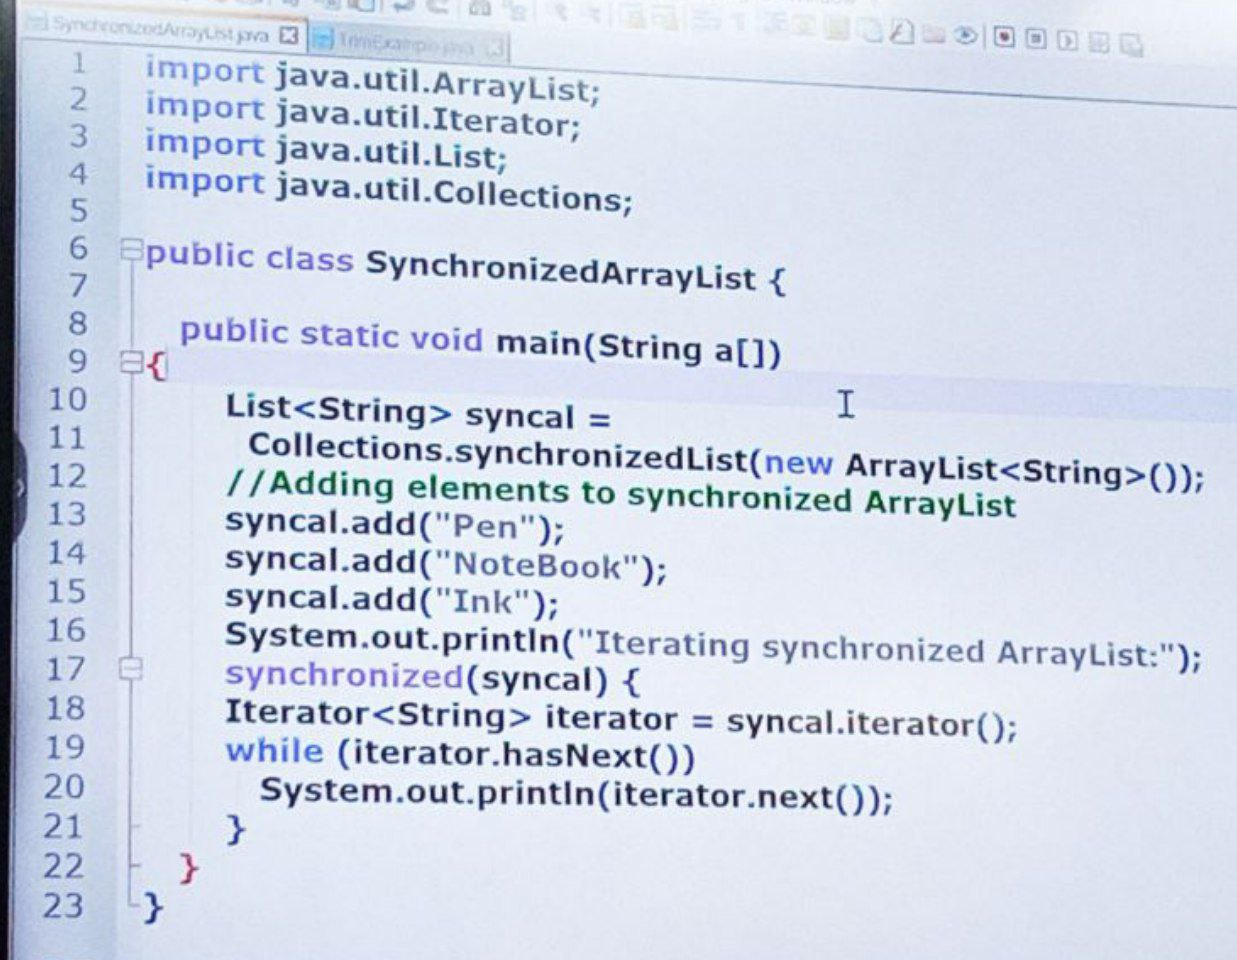 SynchronizedArrayList.java TrimExample.java
1 import java.util.ArrayList;
2 import java.util.Iterator;
3 import java.util.List;
4 import java.util.Collections;
5
6 public class SynchronizedArrayList {
7
8 public static void main(String a[])
9 {
10 List<String> syncal =
11 Collections.synchronizedList(new ArrayList<String>());
12 //Adding elements to synchronized ArrayList
13 syncal.add("Pen");
14 syncal.add("NoteBook");
15 syncal.add("Ink");
16 System.out.println("Iterating synchronized ArrayList:");
17 synchronized(syncal) {
18 Iterator<String> iterator = syncal.iterator();
19 while (iterator.hasNext())
20 System.out.println(iterator.next());
21 }
22 }
23 }